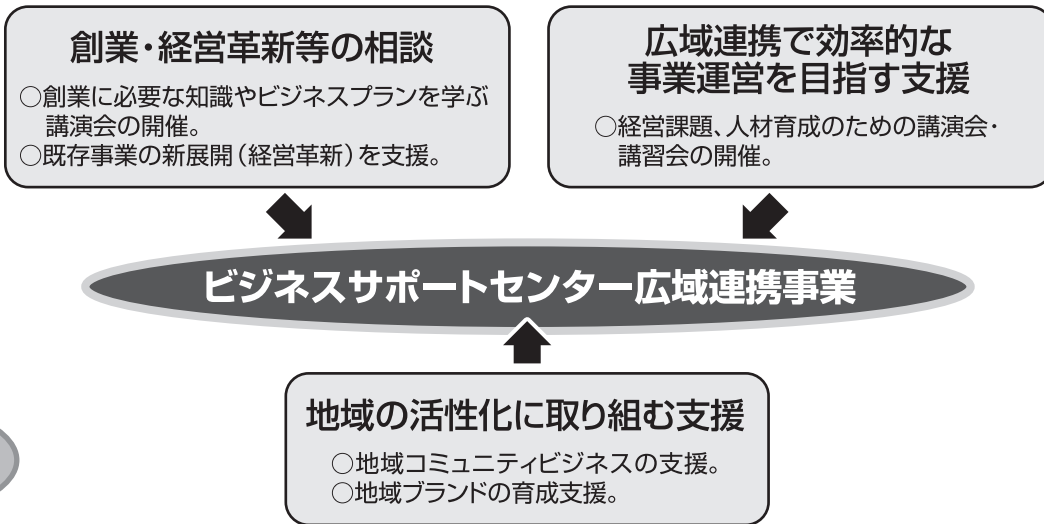 創業・経営革新等の相談
○創業に必要な知識やビジネスプランを学ぶ
講演会の開催。
○既存事業の新展開(経営革新)を支援。
広域連携で効率的な
事業運営を目指す支援
○経営課題、人材育成のための講演会・
講習会の開催。
ビジネスサポートセンター広域連携事業
地域の活性化に取り組む支援
○地域コミュニティビジネスの支援。
○地域ブランドの育成支援。